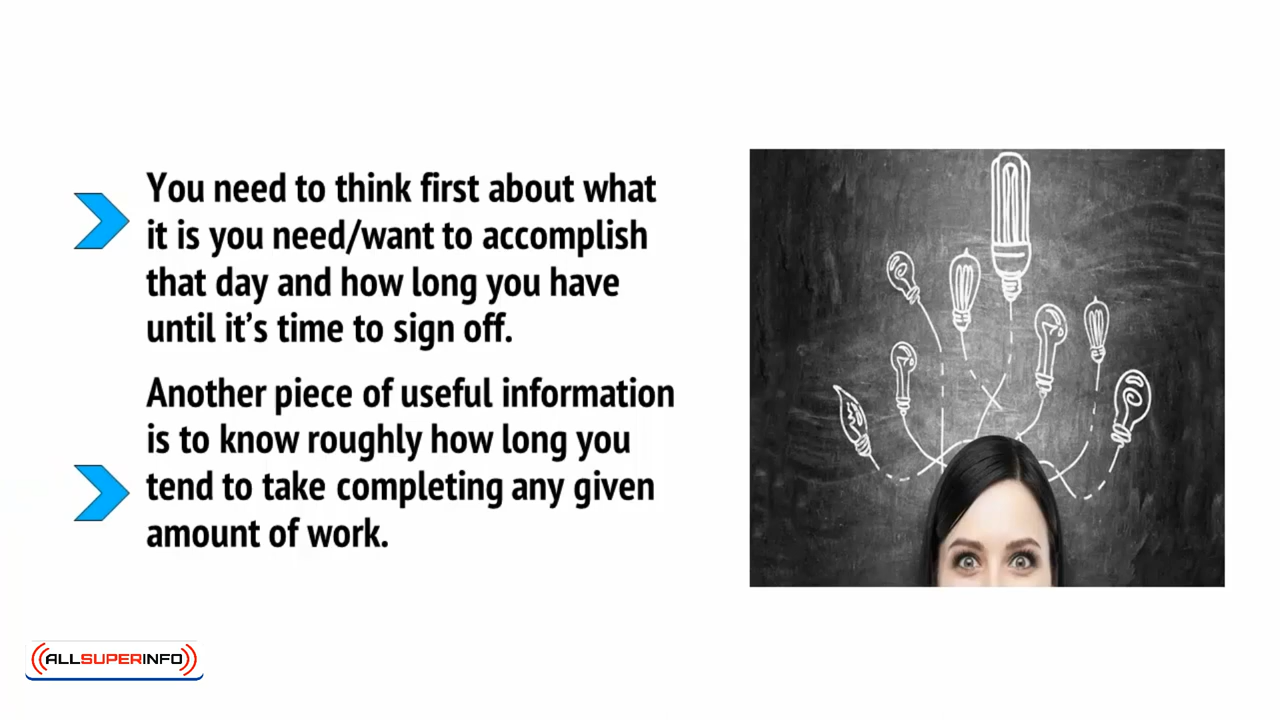 You need to think first about what
it is you need/want to accomplish
that day and how long you have
until it's time to sign off.
Another piece of useful information
is to know roughly how long you
tend to take completing any given
amount of work.
ALLSUPERINFO